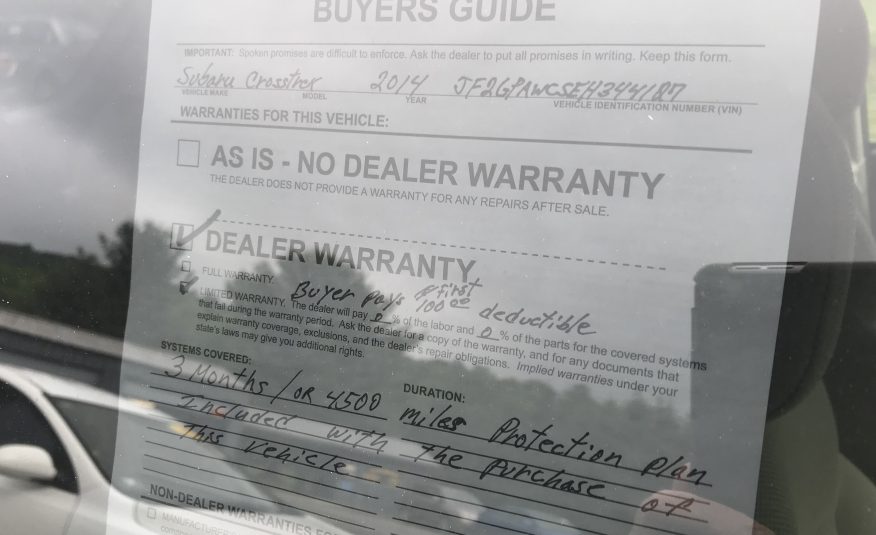 BUYERS GUIDE
IMPORTANT: Spoken promises are difficult to enforce. Ask the dealer to put all promises in writing. Keep this form.
Subaru Crosstrek 2014 JF2GPAWCSEH344187
VEHICLE MAKE MODEL YEAR VEHICLE IDENTIFICATION NUMBER (VIN)
WARRANTIES FOR THIS VEHICLE:
AS IS - NO DEALER WARRANTY
THE DEALER DOES NOT PROVIDE A WARRANTY FOR ANY REPAIRS AFTER SALE.
DEALER WARRANTY
FULL WARRANTY.
Buyer pays first $100.00 deductible
LIMITED WARRANTY. The dealer will pay 0 % of the labor and 0 % of the parts for the covered systems
that fail during the warranty period. Ask the dealer for a copy of the warranty, and for any documents that
explain warranty coverage, exclusions, and the dealer's repair obligations. Implied warranties under your
state's laws may give you additional rights.
SYSTEMS COVERED: DURATION:
3 Months/or 4500 miles Protection plan
Included with the purchase of
This vehicle
NON-DEALER WARRANTIES
MANUFACTURER